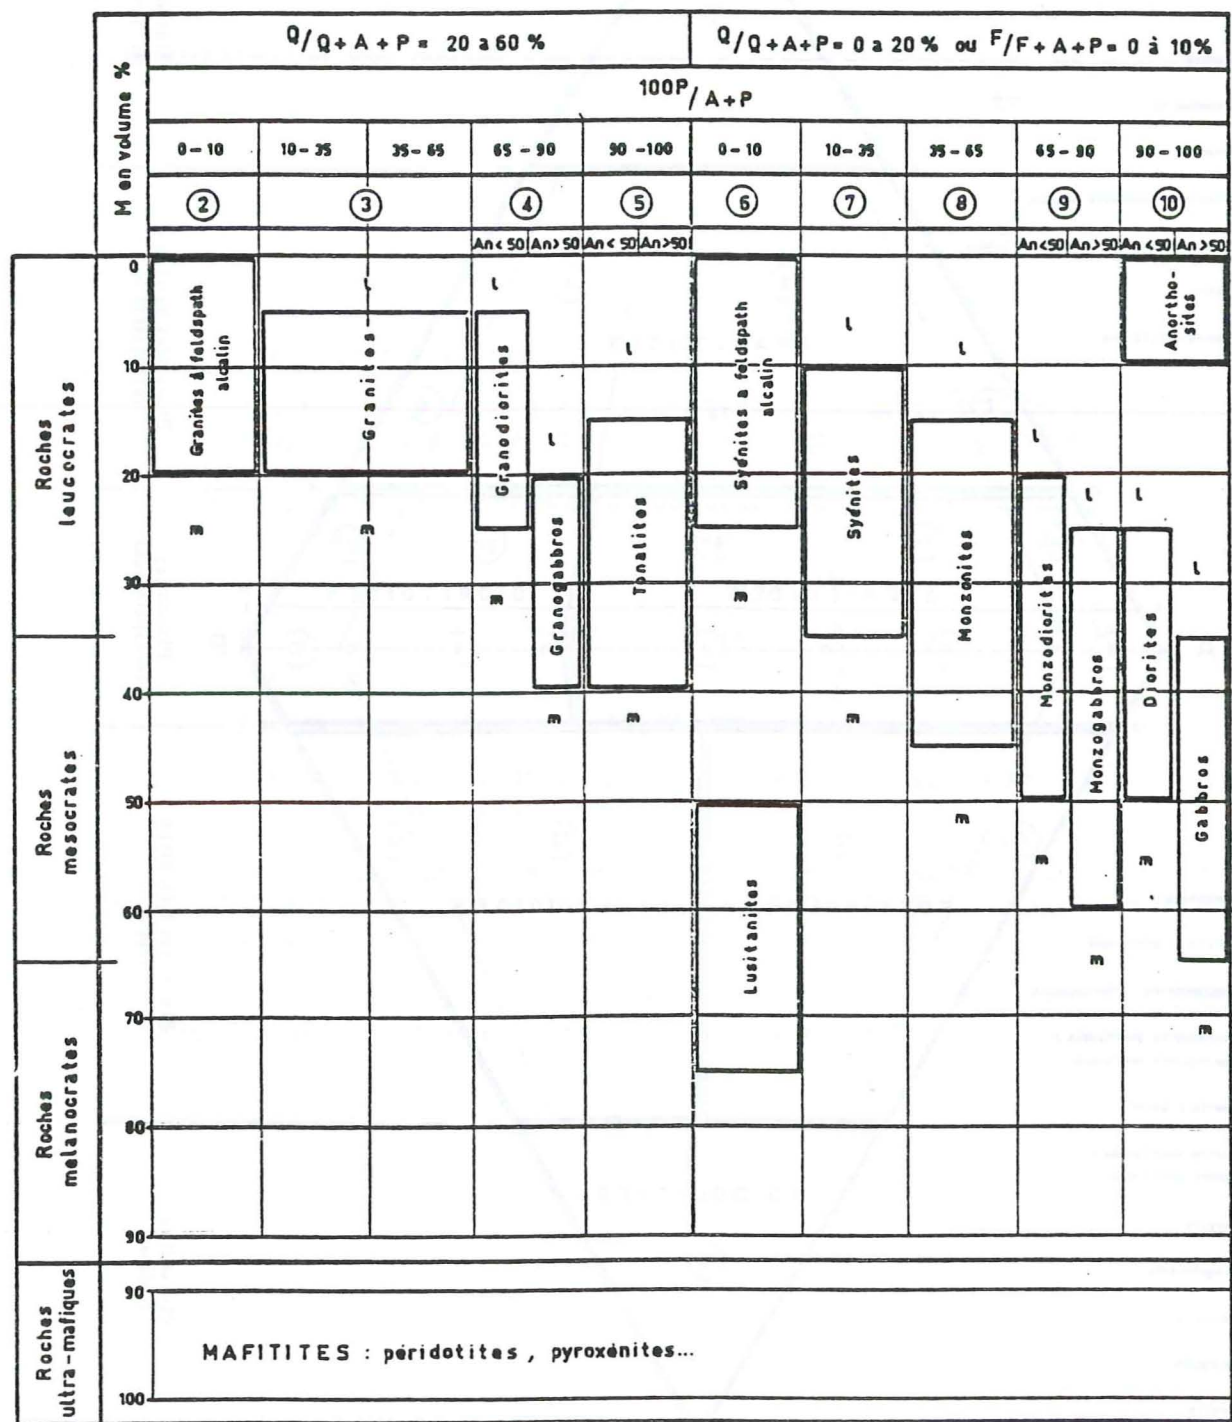 Q/Q+A+P = 20 a 60 %
Q/Q+A+P = 0 a 20 % ou F/F+A+P = 0 à 10%
M en volume %
100P/A+P
0-10 10-35 35-65 65-90 90-100 0-10 10-35 35-65 65-90 90-100
2 3 4 5 6 7 8 9 10
An<50 An>50 An<50 An>50 An<50 An>50 An<50 An>50
Roches leucocrates
Roches mesocrates
Roches melanocrates
Roches ultra-mafiques
0
10
20
30
40
50
60
70
80
90
90
100
Granites à feldspath alcalin
m
l
Granites
m
l
Granodiorites
m
l
Granogabbros
m
l
Tonalites
m
Syénites a feldspath alcalin
m
Lusitanites
l
Syénites
m
l
Monzonites
m
l
Monzodiorites
m
l
Monzogabbros
m
Anorthosites
l
Diorites
m
l
Gabbros
m
MAFITITES : péridotites, pyroxénites...